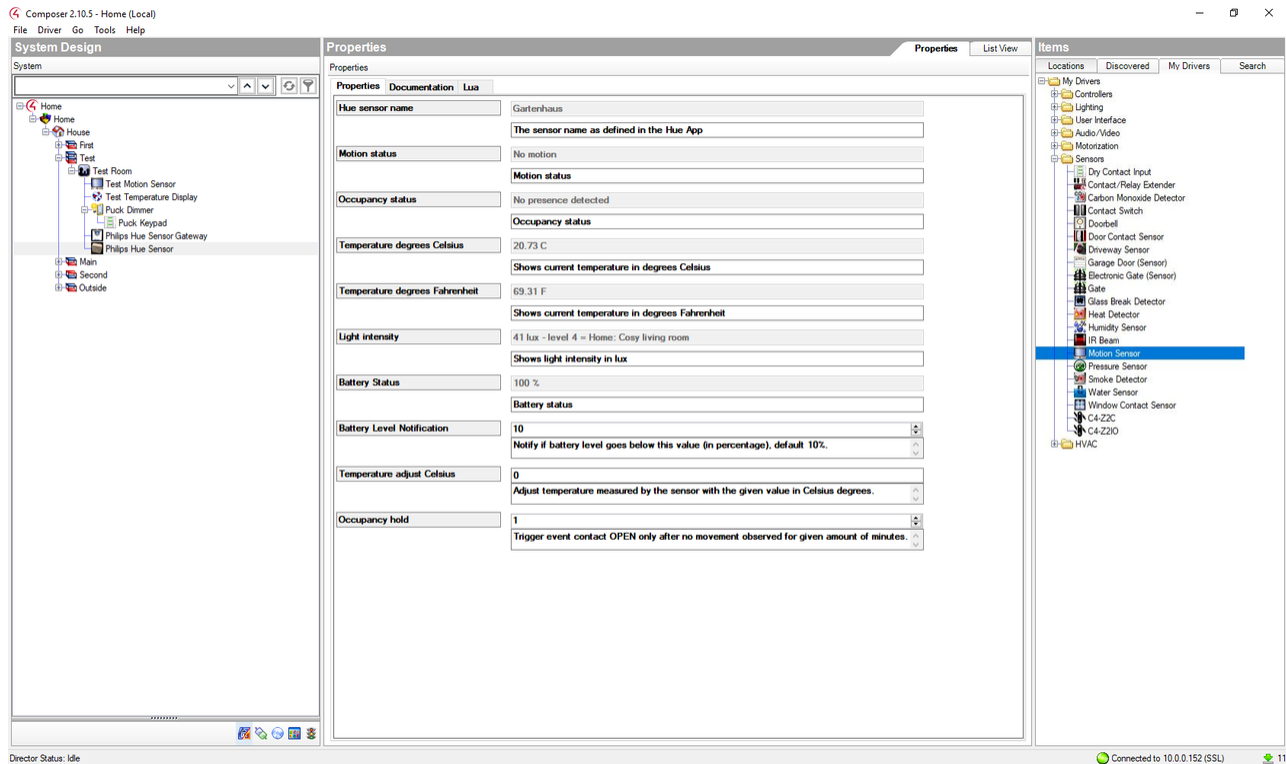 Composer 2.10.5 - Home (Local)
File Driver Go Tools Help
System Design
System
Home
Home
House
First
Test
Test Room
Test Motion Sensor
Test Temperature Display
Puck Dimmer
Puck Keypad
Philips Hue Sensor Gateway
Philips Hue Sensor
Main
Second
Outside
Properties
Properties List View
Properties
Properties Documentation Lua
Hue sensor name Gartenhaus
The sensor name as defined in the Hue App
Motion status No motion
Motion status
Occupancy status No presence detected
Occupancy status
Temperature degrees Celsius 20.73 C
Shows current temperature in degrees Celsius
Temperature degrees Fahrenheit 69.31 F
Shows current temperature in degrees Fahrenheit
Light intensity 41 lux - level 4 = Home: Cosy living room
Shows light intensity in lux
Battery Status 100 %
Battery status
Battery Level Notification 10
Notify if battery level goes below this value (in percentage), default 10%.
Temperature adjust Celsius 0
Adjust temperature measured by the sensor with the given value in Celsius degrees.
Occupancy hold 1
Trigger event contact OPEN only after no movement observed for given amount of minutes.
Items
Locations Discovered My Drivers Search
My Drivers
Controllers
Lighting
User Interface
Audio/Video
Motorization
Sensors
Dry Contact Input
Contact/Relay Extender
Carbon Monoxide Detector
Contact Switch
Doorbell
Door Contact Sensor
Driveway Sensor
Garage Door (Sensor)
Electronic Gate (Sensor)
Gate
Glass Break Detector
Heat Detector
Humidity Sensor
IR Beam
Motion Sensor
Pressure Sensor
Smoke Detector
Water Sensor
Window Contact Sensor
C4-Z2C
C4-Z2IO
HVAC
Director Status: Idle
Connected to 10.0.0.152 (SSL) 11